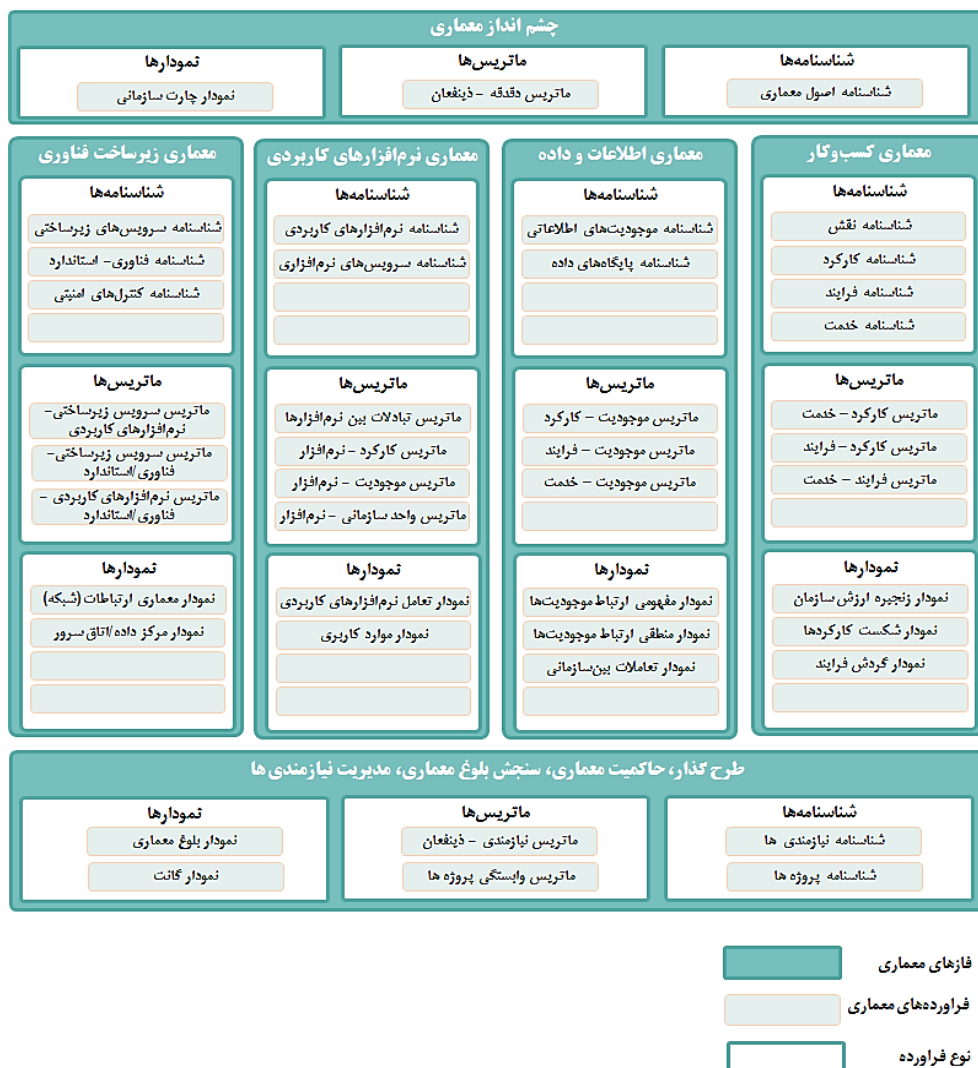 چشم انداز معماری
شناسنامه‌ها
شناسنامه اصول معماری
ماتریس‌ها
ماتریس دغدغه - ذینفعان
نمودارها
نمودار چارت سازمانی
معماری کسب‌وکار
شناسنامه‌ها
شناسنامه نقش
شناسنامه کارکرد
شناسنامه فرایند
شناسنامه خدمت
ماتریس‌ها
ماتریس کارکرد – خدمت
ماتریس کارکرد – فرایند
ماتریس فرایند – خدمت
نمودارها
نمودار زنجیره ارزش سازمان
نمودار شکست کارکردها
نمودار گردش فرایند
معماری اطلاعات و داده
شناسنامه‌ها
شناسنامه موجودیت‌های اطلاعاتی
شناسنامه پایگاه‌های داده
ماتریس‌ها
ماتریس موجودیت – کارکرد
ماتریس موجودیت – فرایند
ماتریس موجودیت – خدمت
نمودارها
نمودار مفهومی ارتباط موجودیت‌ها
نمودار منطقی ارتباط موجودیت‌ها
نمودار تعاملات بین‌سازمانی
معماری نرم‌افزارهای کاربردی
شناسنامه‌ها
شناسنامه نرم‌افزارهای کاربردی
شناسنامه سرویس‌های نرم‌افزاری
ماتریس‌ها
ماتریس تبادلات بین نرم‌افزارها
ماتریس کارکرد – نرم‌افزار
ماتریس موجودیت – نرم‌افزار
ماتریس واحد سازمانی – نرم‌افزار
نمودارها
نمودار تعامل نرم‌افزارهای کاربردی
نمودار موارد کاربری
معماری زیرساخت فناوری
شناسنامه‌ها
شناسنامه سرویس‌های زیرساختی
شناسنامه فناوری– استاندارد
شناسنامه کنترل‌های امنیتی
ماتریس‌ها
ماتریس سرویس زیرساختی–
نرم‌افزارهای کاربردی
ماتریس سرویس زیرساختی–
فناوری/استاندارد
ماتریس نرم‌افزارهای کاربردی –
فناوری/استاندارد
نمودارها
نمودار معماری ارتباطات (شبکه)
نمودار مرکز داده/اتاق سرور
طرح گذار، حاکمیت معماری، سنجش بلوغ معماری، مدیریت نیازمندی ها
شناسنامه‌ها
شناسنامه نیازمندی ها
شناسنامه پروژه ها
ماتریس‌ها
ماتریس نیازمندی - ذینفعان
ماتریس وابستگی پروژه ها
نمودارها
نمودار بلوغ معماری
نمودار گانت
فازهای معماری
فراورده‌های معماری
نوع فراورده